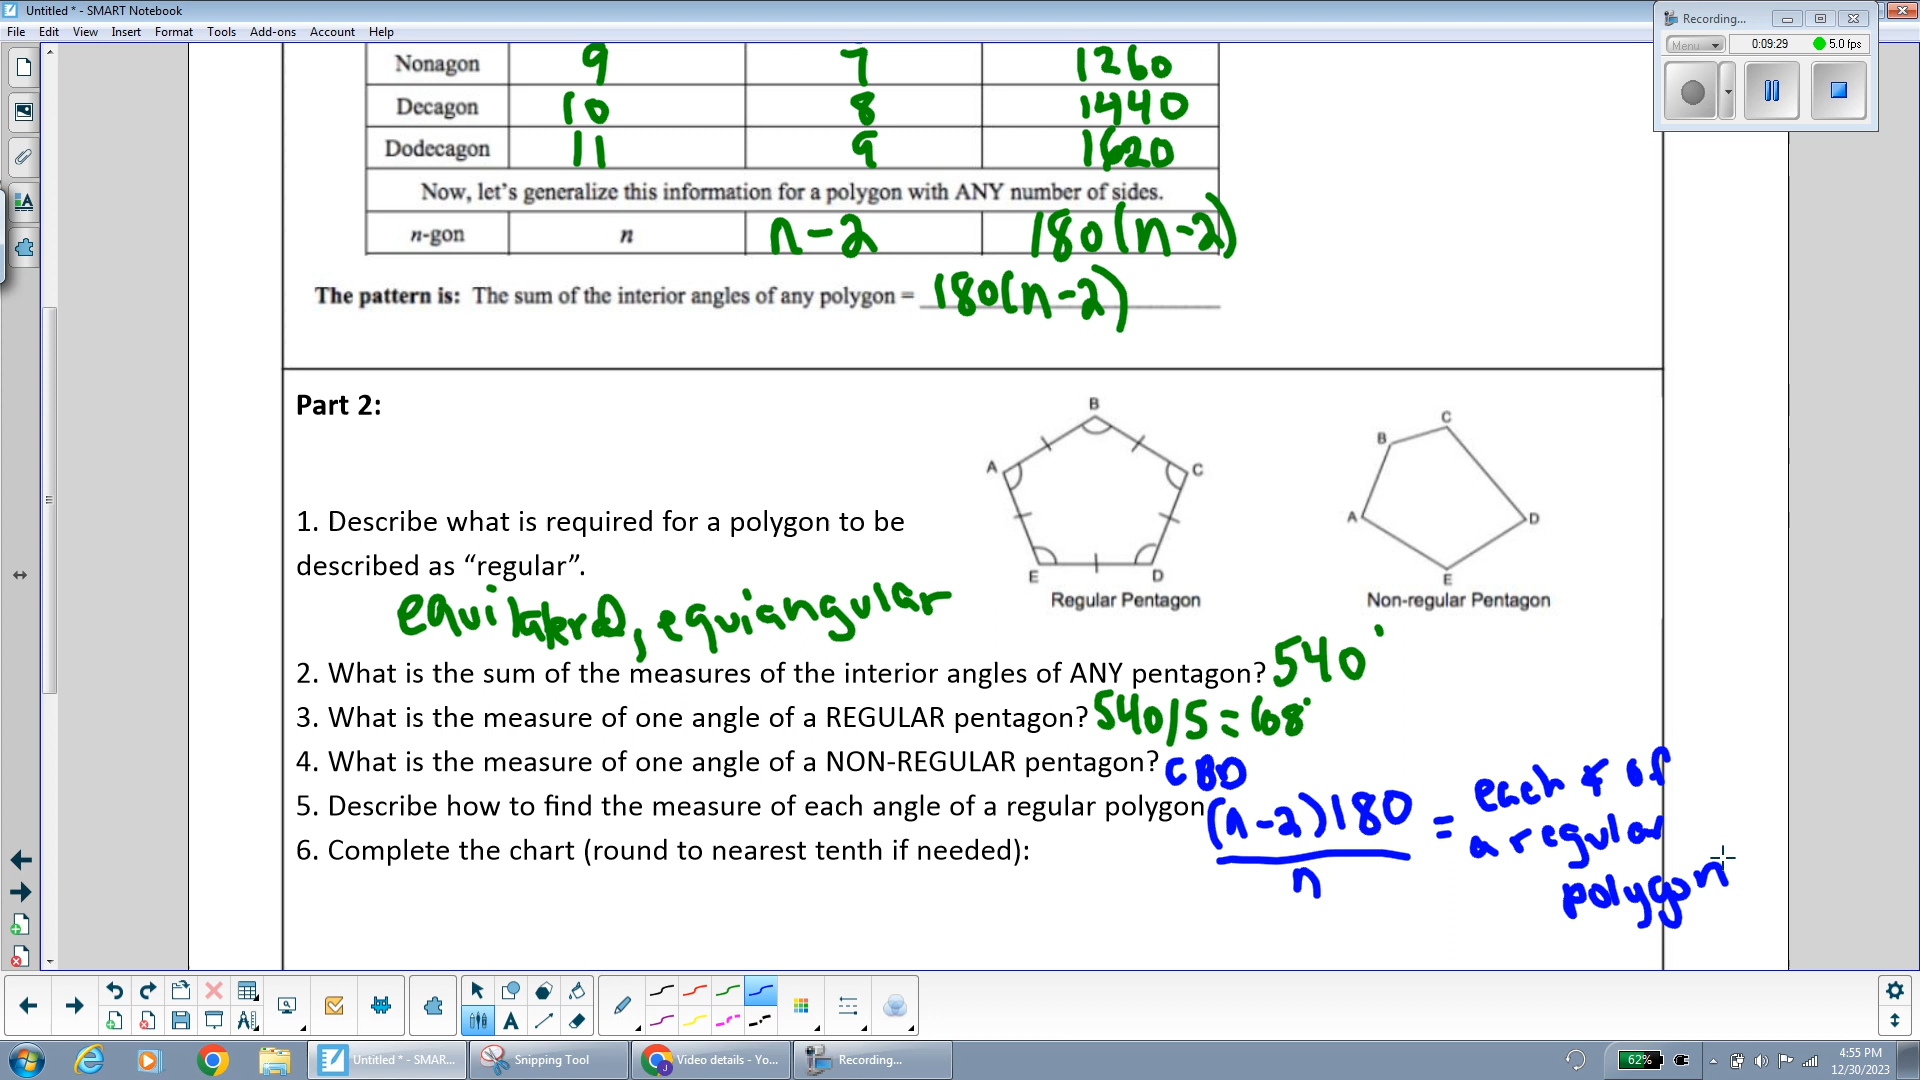 Untitled * - SMART Notebook
File Edit View Insert Format Tools Add-ons Account Help
Recording...
Menu 0:09:29 5.0 fps
Nonagon 9 7 1260
Decagon 10 8 1440
Dodecagon 11 9 1620
Now, let's generalize this information for a polygon with ANY number of sides.
n-gon n n-2 180(n-2)
The pattern is: The sum of the interior angles of any polygon = 180(n-2)
Part 2:
B
A C
E D
Regular Pentagon
C
B
A D
E
Non-regular Pentagon
1. Describe what is required for a polygon to be
described as “regular”.
equilateral, equiangular
2. What is the sum of the measures of the interior angles of ANY pentagon? 540°
3. What is the measure of one angle of a REGULAR pentagon? 540/5 = 108°
4. What is the measure of one angle of a NON-REGULAR pentagon? CBD
5. Describe how to find the measure of each angle of a regular polygon (n-2)180 / n = each ∡ of a regular polygon
6. Complete the chart (round to nearest tenth if needed):
Untitled * - SMAR... Snipping Tool Video details - Yo... Recording...
62%
4:55 PM
12/30/2023